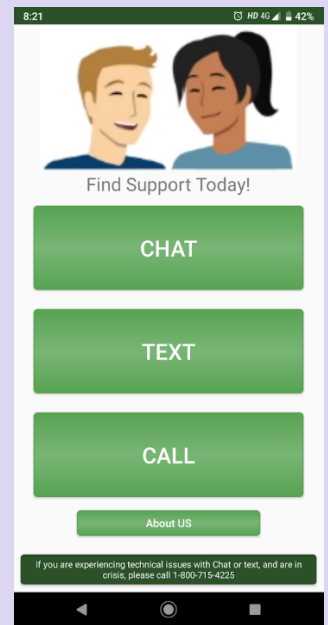 8:21 HD 4G 42%
Find Support Today!
CHAT
TEXT
CALL
About US
If you are experiencing technical issues with Chat or text, and are in
crisis, please call 1-800-715-4225